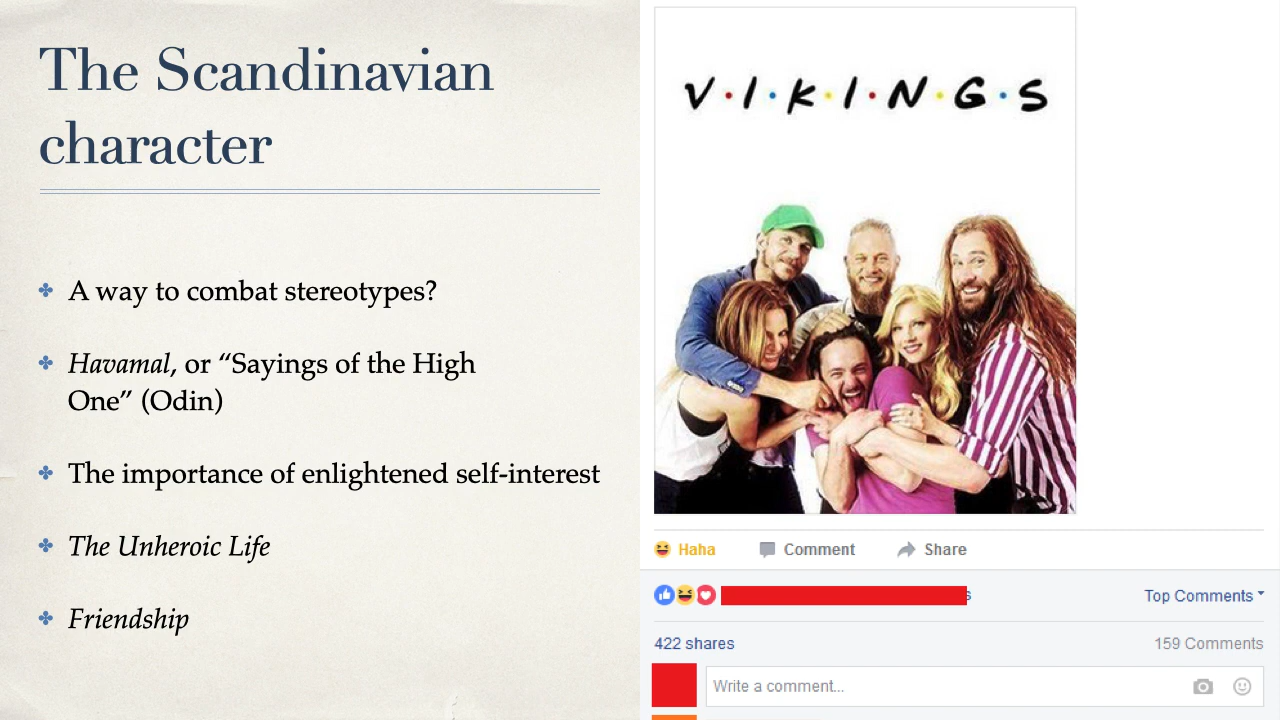 The Scandinavian
character
A way to combat stereotypes?
Havamal, or “Sayings of the High
One” (Odin)
The importance of enlightened self-interest
The Unheroic Life
Friendship
V·I·K·I·N·G·S
Haha
Comment
Share
s
Top Comments
422 shares
159 Comments
Write a comment...